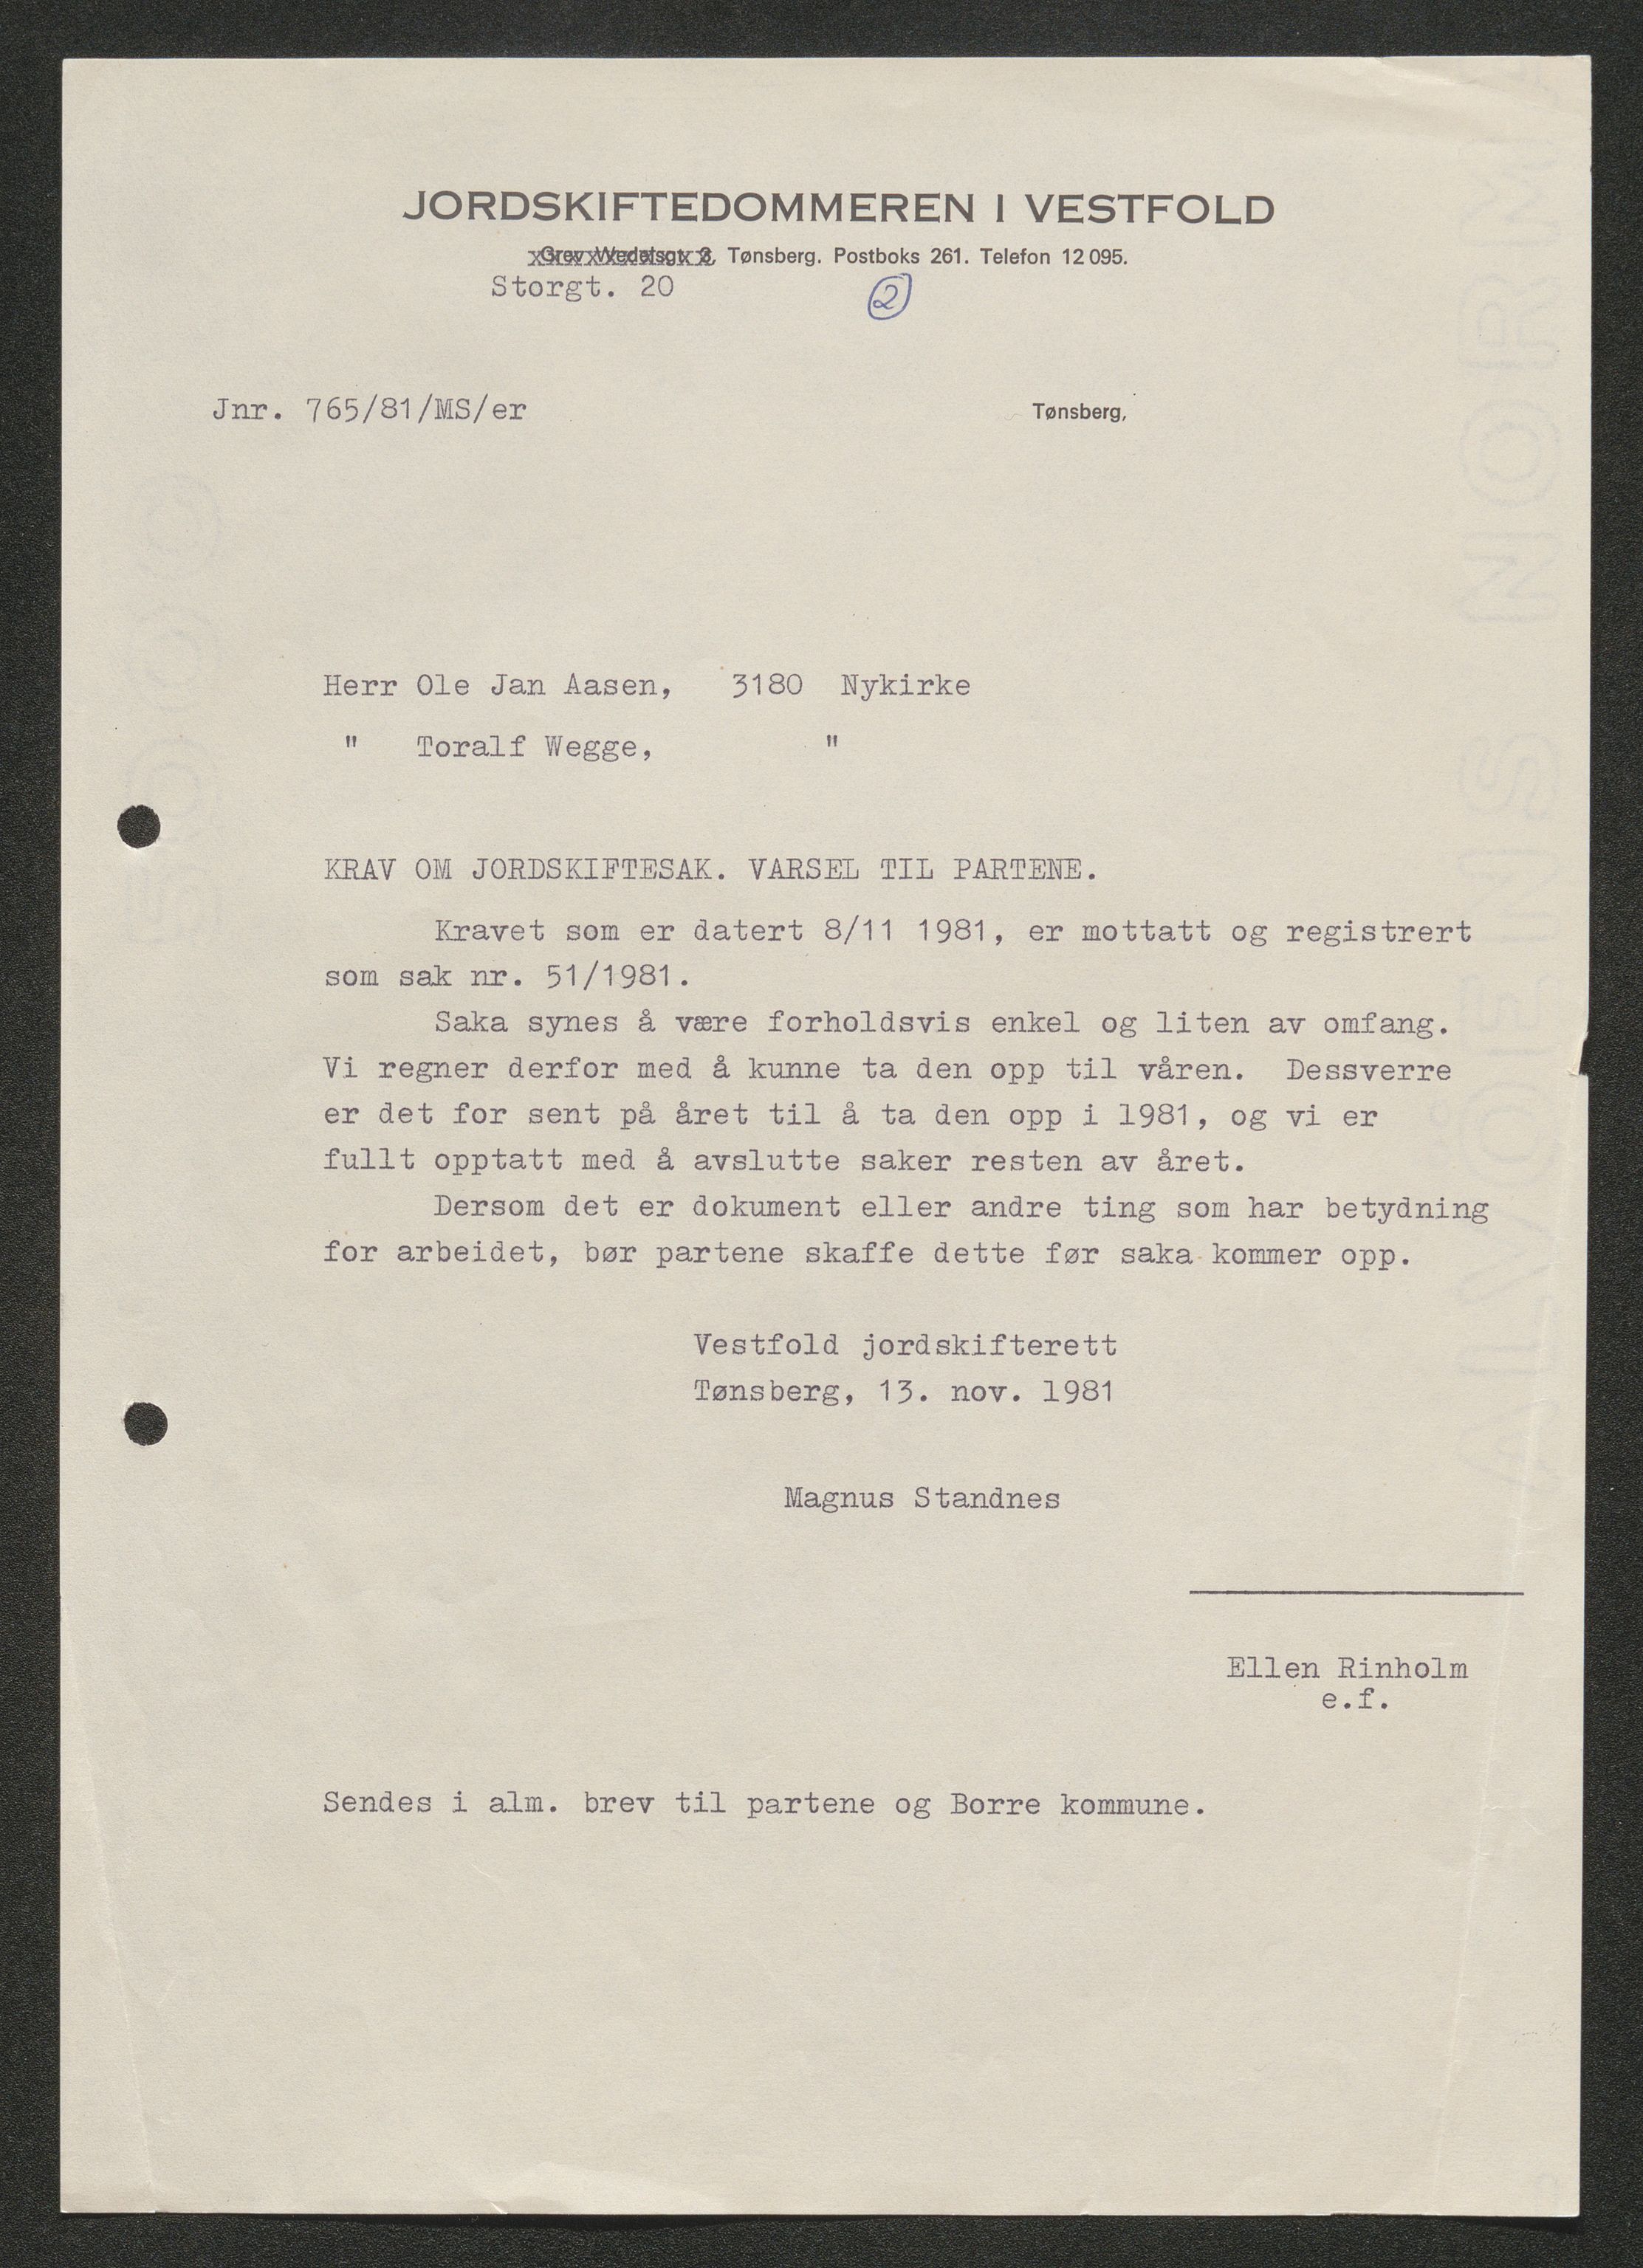 JORDSKIFTEDOMMEREN I VESTFOLD
Grev Wedelsgt. 3, Tønsberg. Postboks 261. Telefon 12 095.
Storgt. 20
2
Jnr. 765/81/MS/er
Tønsberg,
Herr Ole Jan Aasen, 3180 Nykirke
" Toralf Wegge, "
KRAV OM JORDSKIFTESAK. VARSEL TIL PARTENE.
Kravet som er datert 8/11 1981, er mottatt og registrert
som sak nr. 51/1981.
Saka synes å være forholdsvis enkel og liten av omfang.
Vi regner derfor med å kunne ta den opp til våren. Dessverre
er det for sent på året til å ta den opp i 1981, og vi er
fullt opptatt med å avslutte saker resten av året.
Dersom det er dokument eller andre ting som har betydning
for arbeidet, bør partene skaffe dette før saka kommer opp.
Vestfold jordskifterett
Tønsberg, 13. nov. 1981
Magnus Standnes
Ellen Rinholm
e.f.
Sendes i alm. brev til partene og Borre kommune.